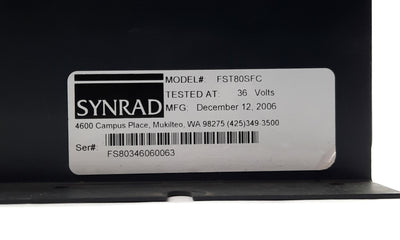 SYNRAD
MODEL#: FST80SFC
TESTED AT: 36 Volts
MFG: December 12, 2006
4600 Campus Place, Mukilteo, WA 98275 (425)349-3500
Ser#: FS80346060063